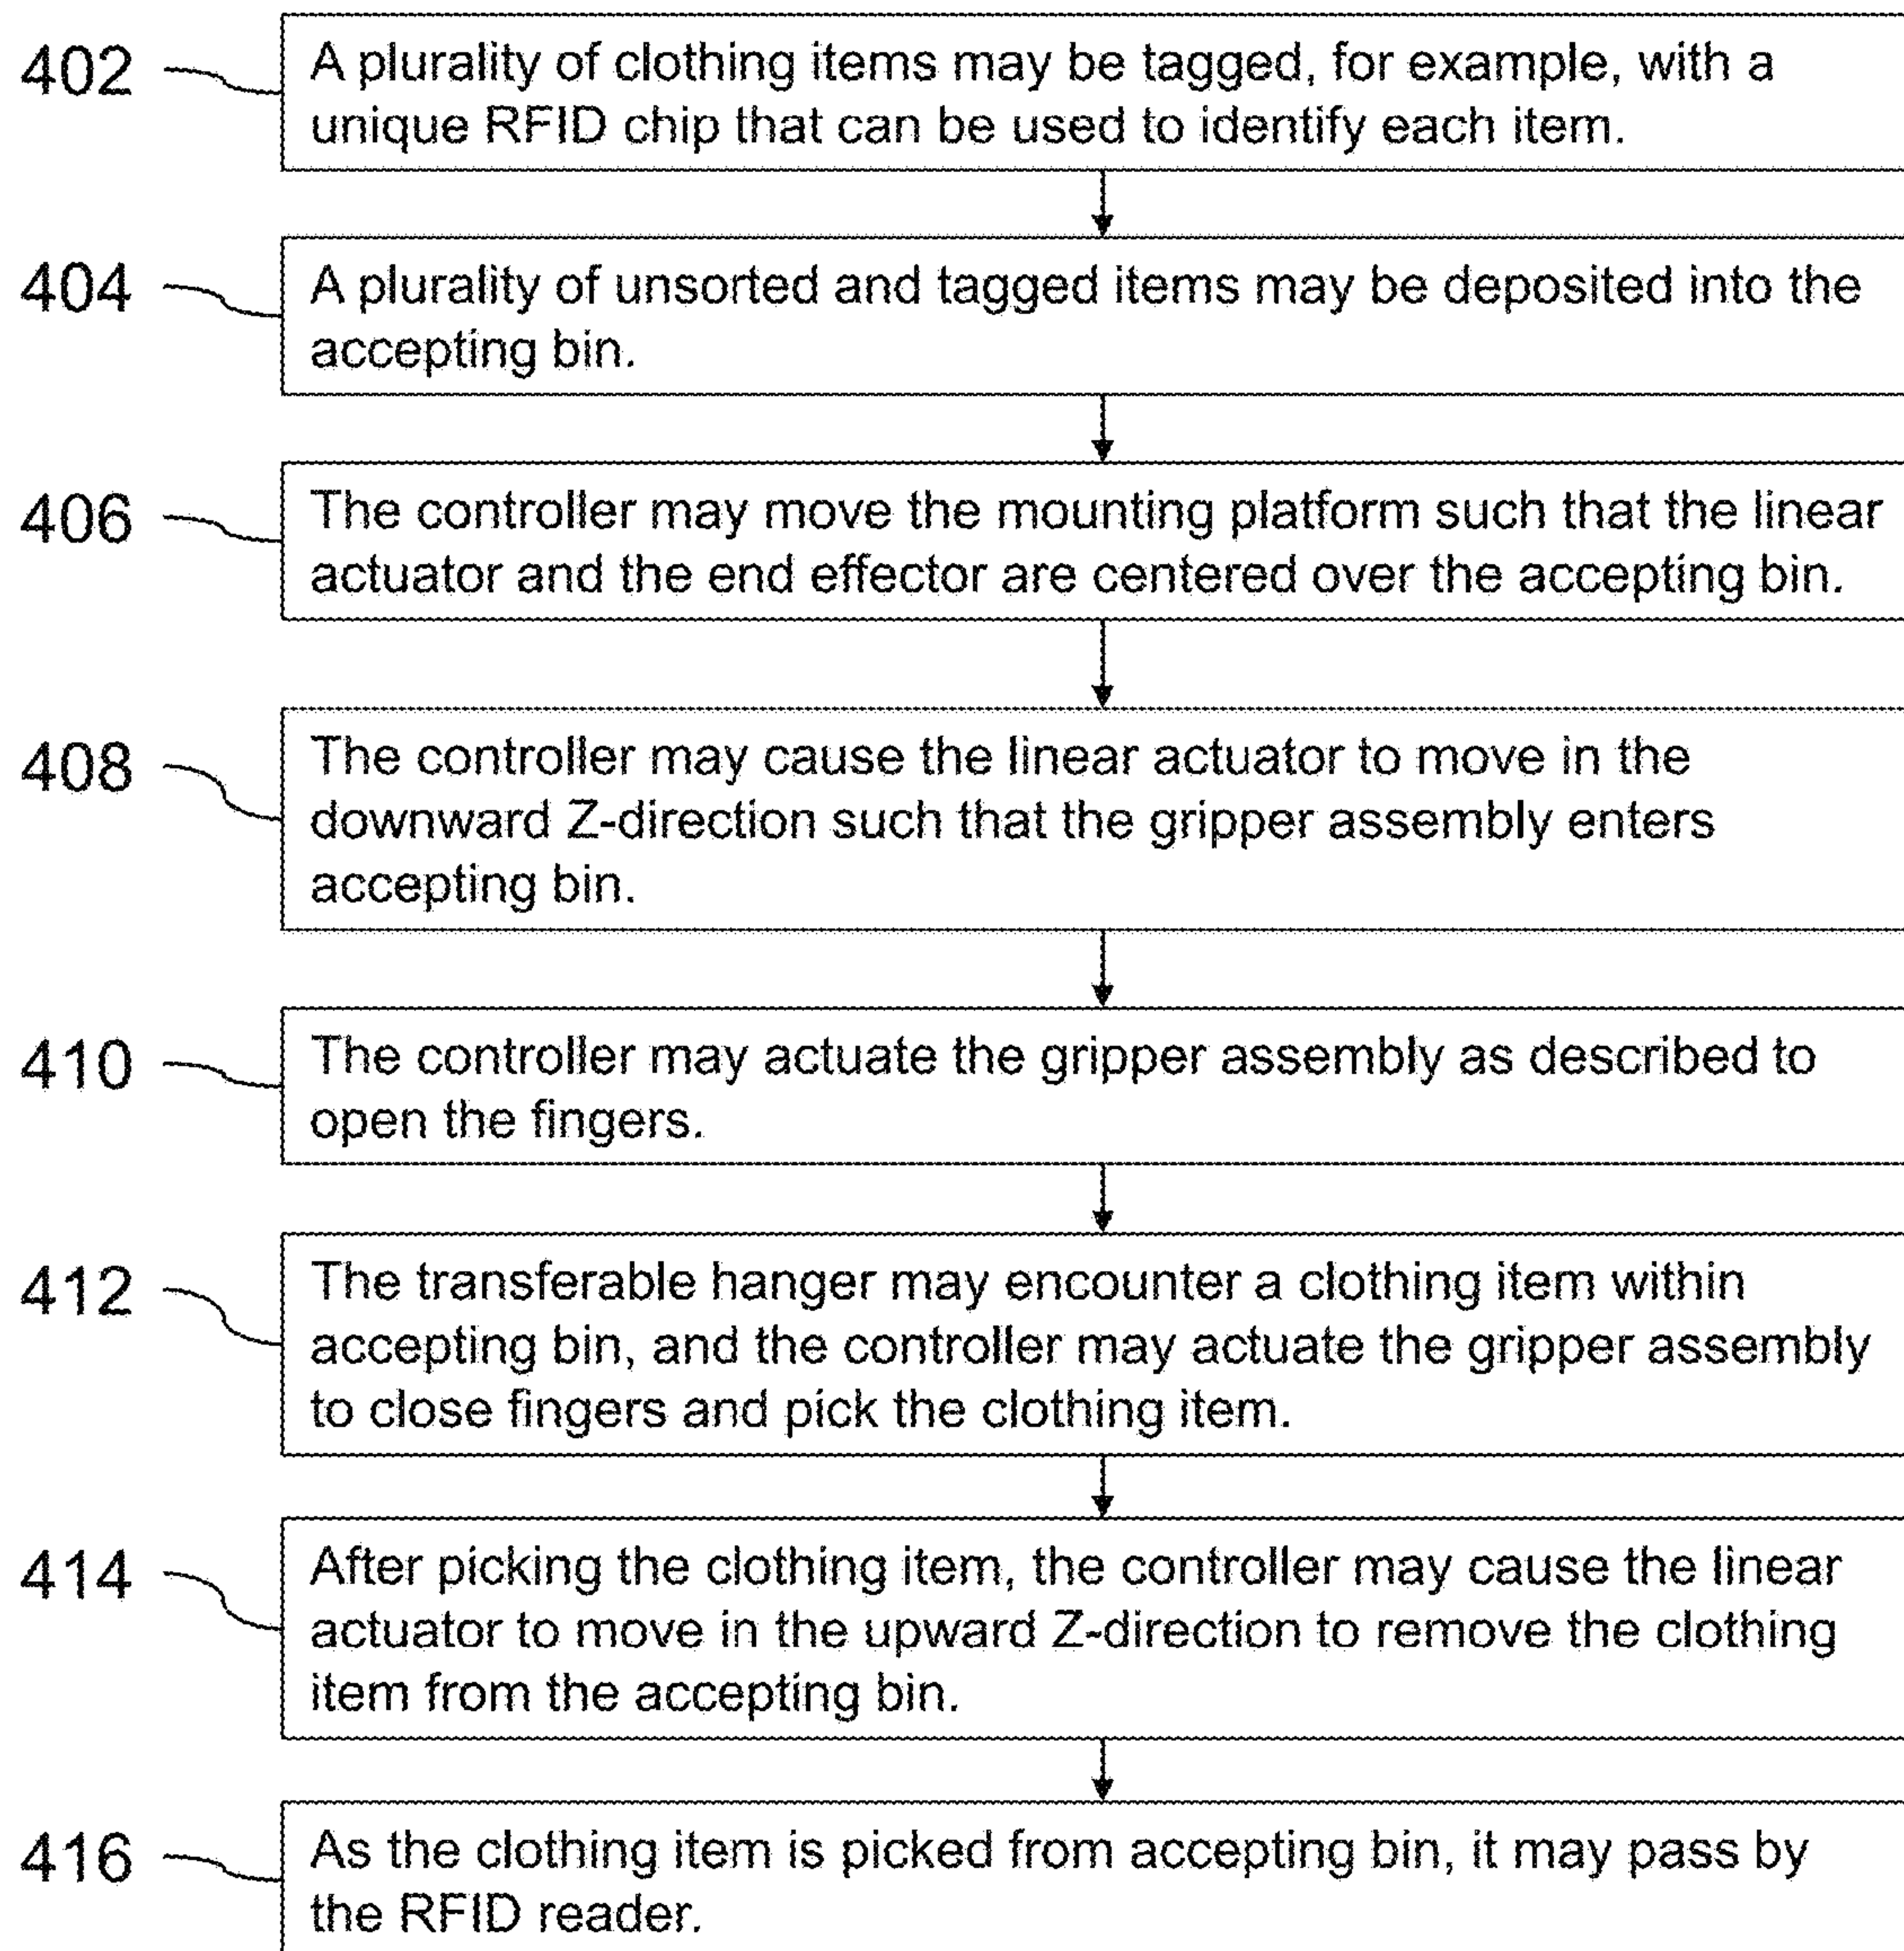 402
A plurality of clothing items may be tagged, for example, with a
unique RFID chip that can be used to identify each item.
404
A plurality of unsorted and tagged items may be deposited into the
accepting bin.
406
The controller may move the mounting platform such that the linear
actuator and the end effector are centered over the accepting bin.
408
The controller may cause the linear actuator to move in the
downward Z-direction such that the gripper assembly enters
accepting bin.
410
The controller may actuate the gripper assembly as described to
open the fingers.
412
The transferable hanger may encounter a clothing item within
accepting bin, and the controller may actuate the gripper assembly
to close fingers and pick the clothing item.
414
After picking the clothing item, the controller may cause the linear
actuator to move in the upward Z-direction to remove the clothing
item from the accepting bin.
416
As the clothing item is picked from accepting bin, it may pass by
the RFID reader.